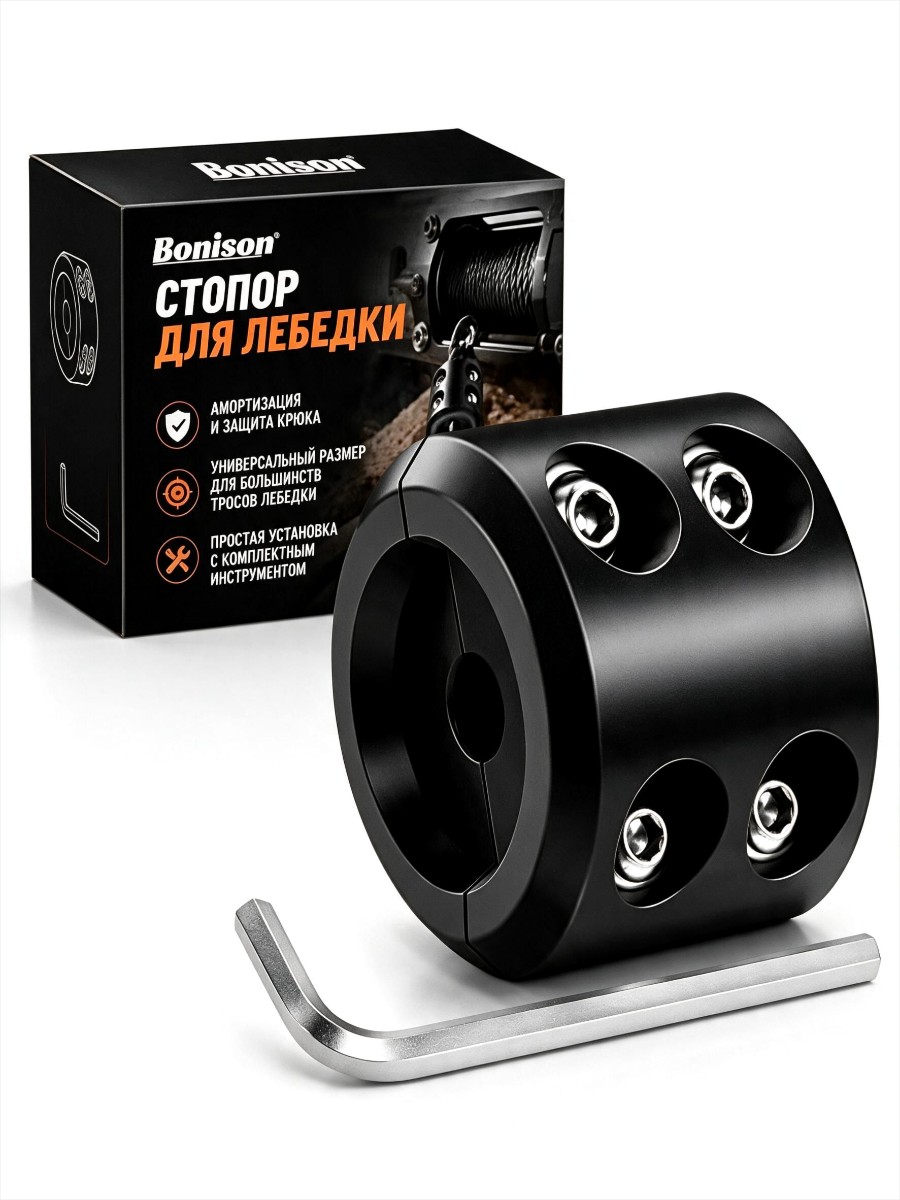 Bonison
Bonison®
СТОПОР
ДЛЯ ЛЕБЕДКИ
АМОРТИЗАЦИЯ
И ЗАЩИТА КРЮКА
УНИВЕРСАЛЬНЫЙ РАЗМЕР
ДЛЯ БОЛЬШИНСТВ
ТРОСОВ ЛЕБЕДКИ
ПРОСТАЯ УСТАНОВКА
С КОМПЛЕКТНЫМ
ИНСТРУМЕНТОМ